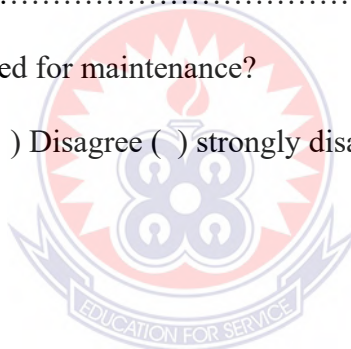 ....................................................
ed for maintenance?
) Disagree ( ) strongly disa
EDUCATION FOR SERVICE